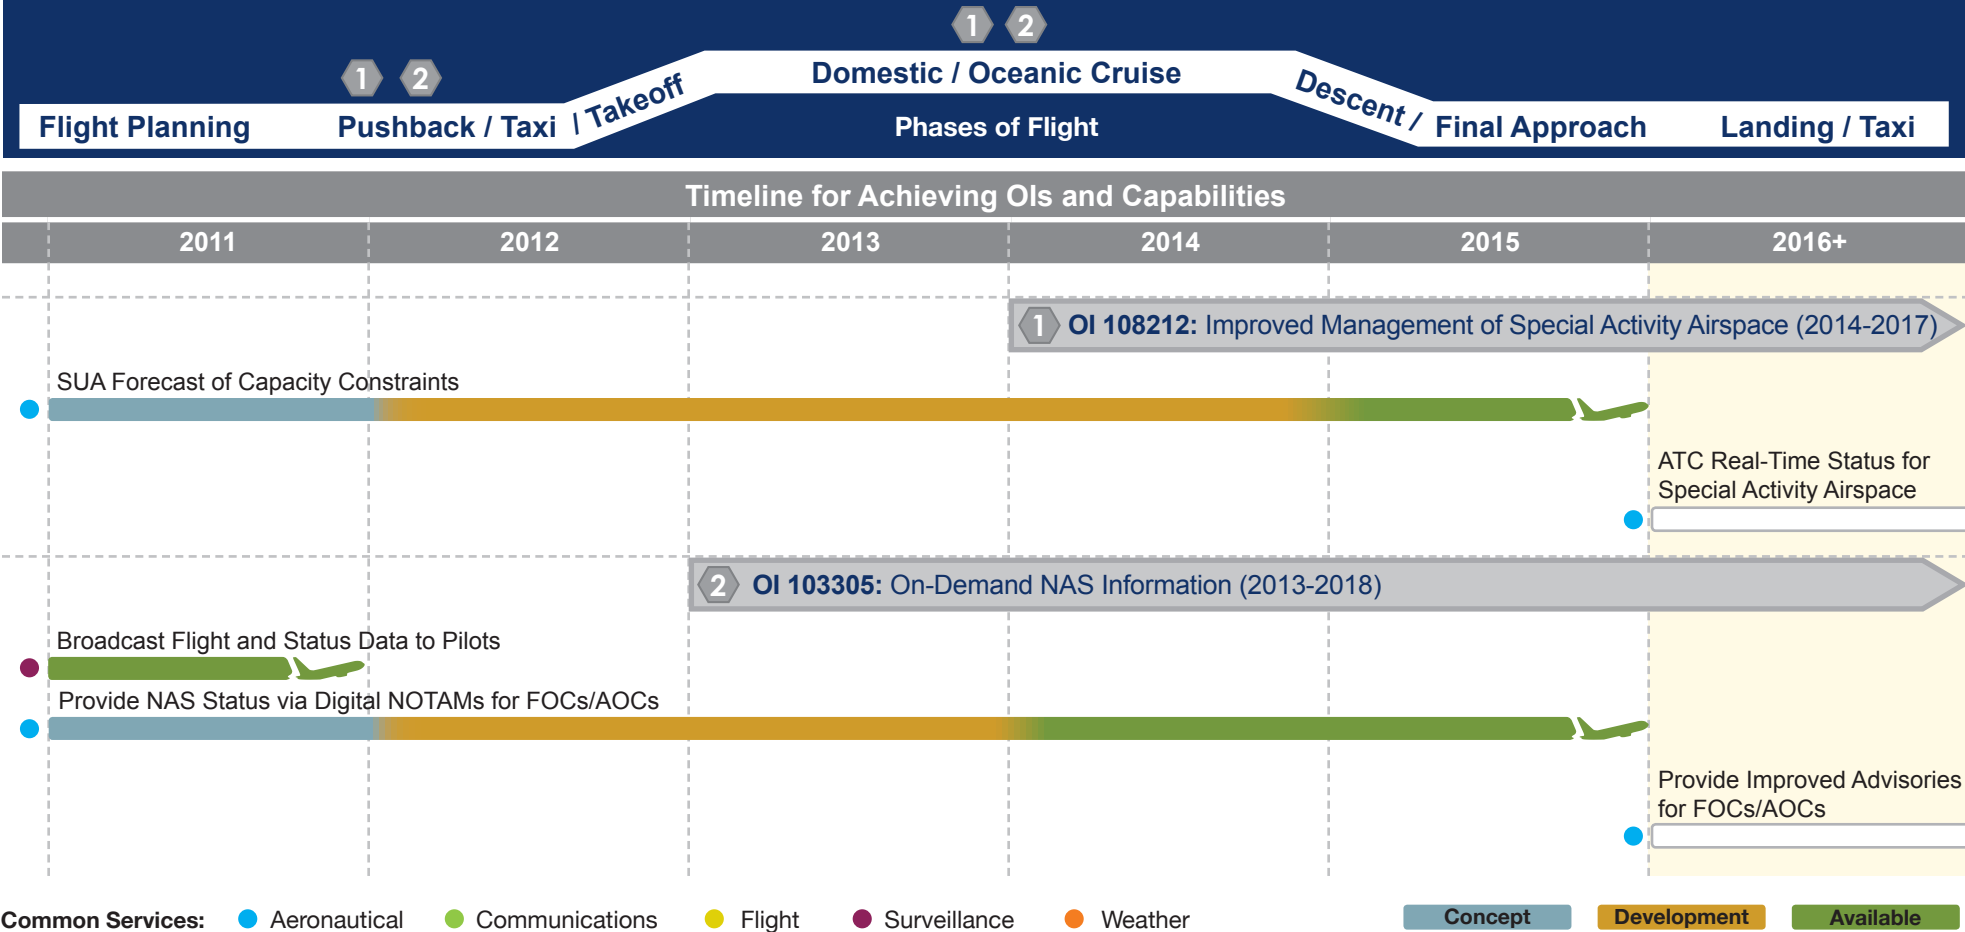 1 2
1 2
Domestic / Oceanic Cruise
Flight Planning
Pushback / Taxi
/ Takeoff
Phases of Flight
Descent /
Final Approach
Landing / Taxi
Timeline for Achieving OIs and Capabilities
2011 2012 2013 2014 2015 2016+
1 OI 108212: Improved Management of Special Activity Airspace (2014-2017)
SUA Forecast of Capacity Constraints
ATC Real-Time Status for
Special Activity Airspace
2 OI 103305: On-Demand NAS Information (2013-2018)
Broadcast Flight and Status Data to Pilots
Provide NAS Status via Digital NOTAMs for FOCs/AOCs
Provide Improved Advisories
for FOCs/AOCs
Common Services: Aeronautical Communications Flight Surveillance Weather Concept Development Available